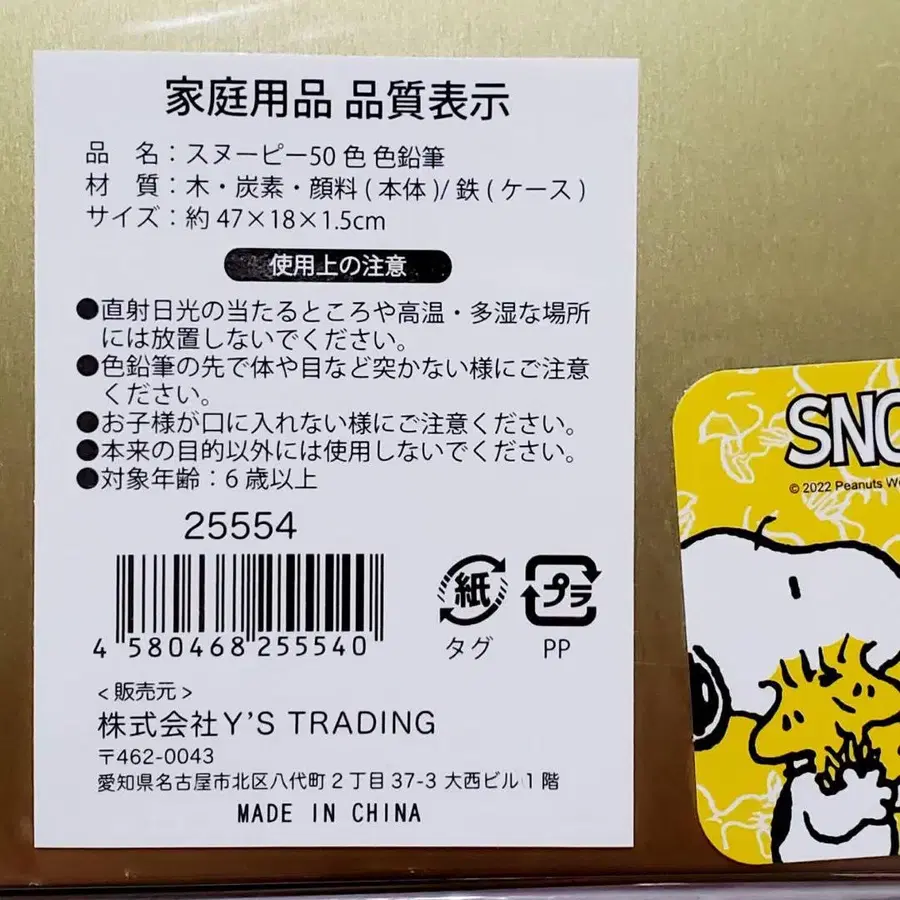 家庭用品 品質表示
品　名：スヌーピー50 色 色鉛筆
材　質：木・炭素・顔料 ( 本体 )/ 鉄 ( ケース )
サイズ：約 47×18×1.5cm
使用上の注意
●直射日光の当たるところや高温・多湿な場所
には放置しないでください。
●色鉛筆の先で体や目など突かない様にご注意
ください。
●お子様が口に入れない様にご注意ください。
●本来の目的以外には使用しないでください。
●対象年齢：6 歳以上
25554
4 580468 255540
紙
タグ
プラ
PP
< 販売元 >
株式会社Y'S TRADING
〒462-0043
愛知県名古屋市北区八代町２丁目 37-3 大西ビル１階
MADE IN CHINA
SNO
© 2022 Peanuts Wo